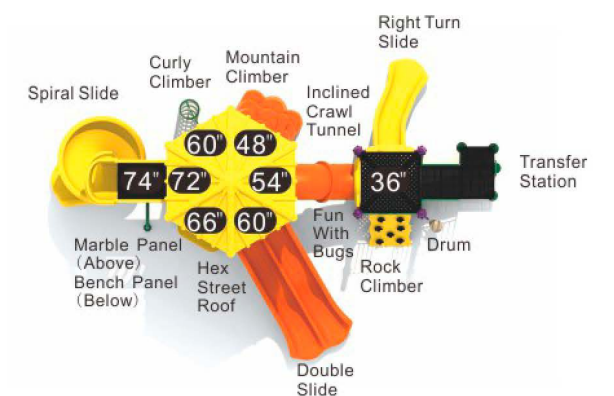 Right Turn
Slide
Mountain
Climber
Curly
Climber
Spiral Slide
Inclined
Crawl
Tunnel
60"
48"
74"
72"
54"
36"
66"
60"
Transfer
Station
Marble Panel
(Above)
Bench Panel
(Below)
Hex
Street
Roof
Fun
With
Bugs
Rock
Climber
Drum
Double
Slide